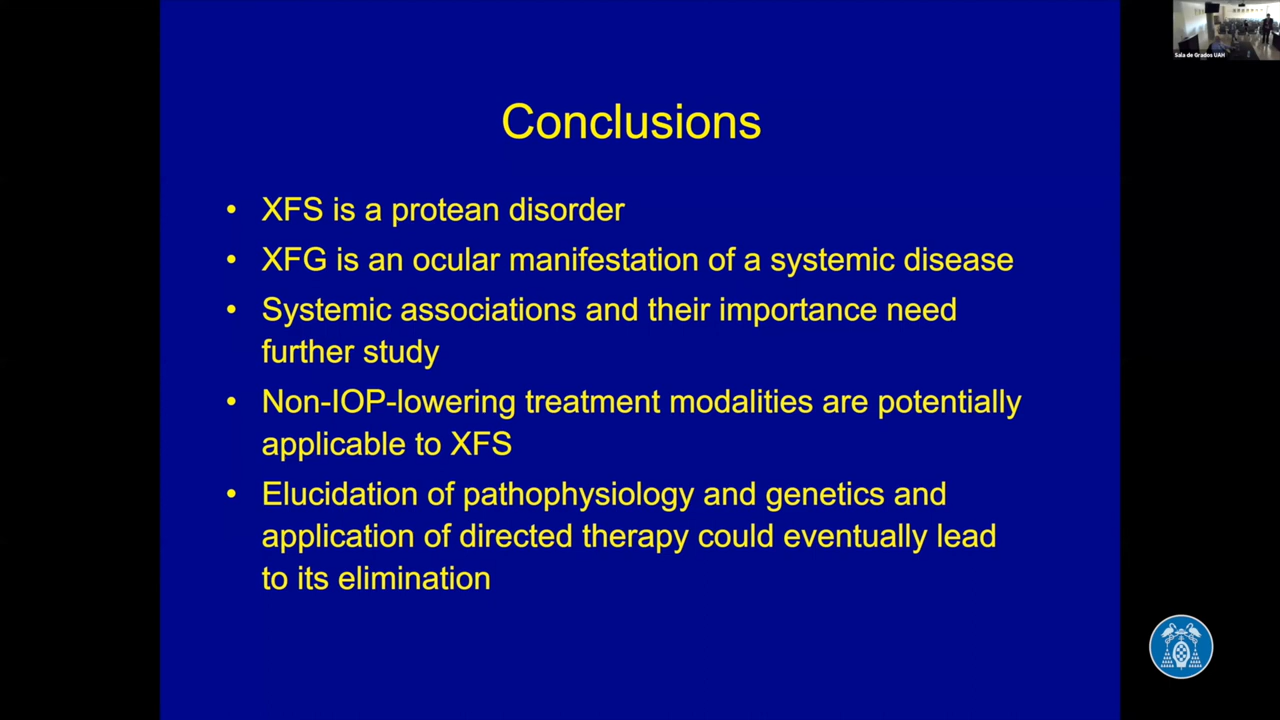 Sala de Grados UAH
Conclusions
• XFS is a protean disorder
• XFG is an ocular manifestation of a systemic disease
• Systemic associations and their importance need
further study
• Non-IOP-lowering treatment modalities are potentially
applicable to XFS
• Elucidation of pathophysiology and genetics and
application of directed therapy could eventually lead
to its elimination